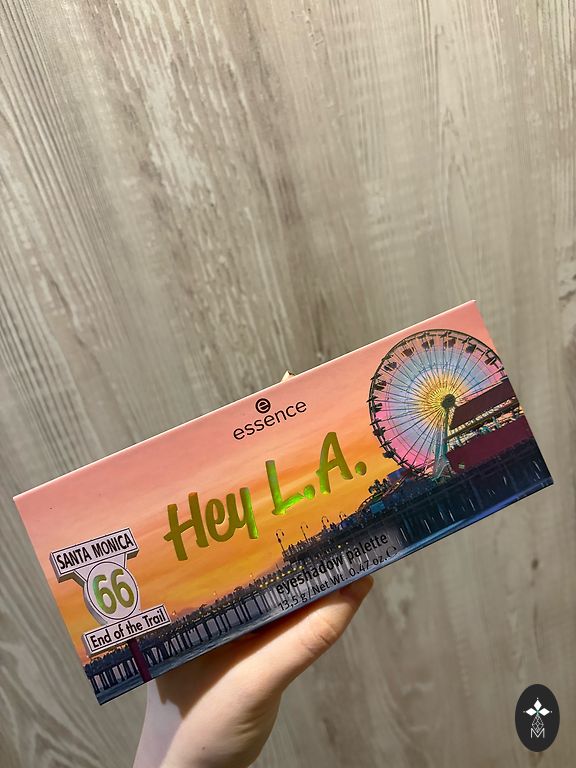 essence
Hey L.A.
SANTA MONICA
66
End of the Trail
eyeshadow palette
13,5 g/Net Wt. 0.47 oz. ℮
M